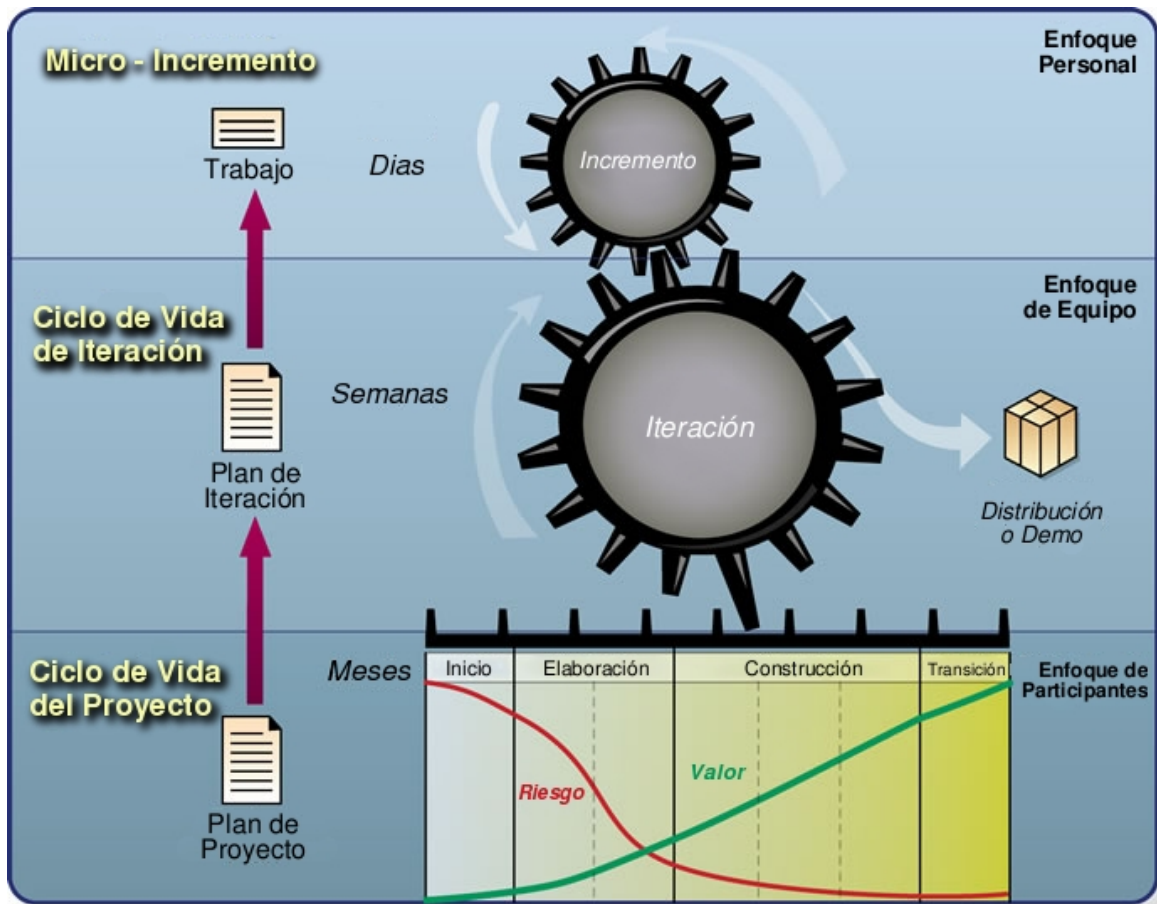 Micro - Incremento
Enfoque
Personal
Trabajo
Dias
Incremento
Ciclo de Vida
de Iteración
Enfoque
de Equipo
Semanas
Iteración
Plan de
Iteración
Distribución
o Demo
Ciclo de Vida
del Proyecto
Meses
Inicio
Elaboración
Construcción
Transición
Enfoque de
Participantes
Riesgo
Valor
Plan de
Proyecto